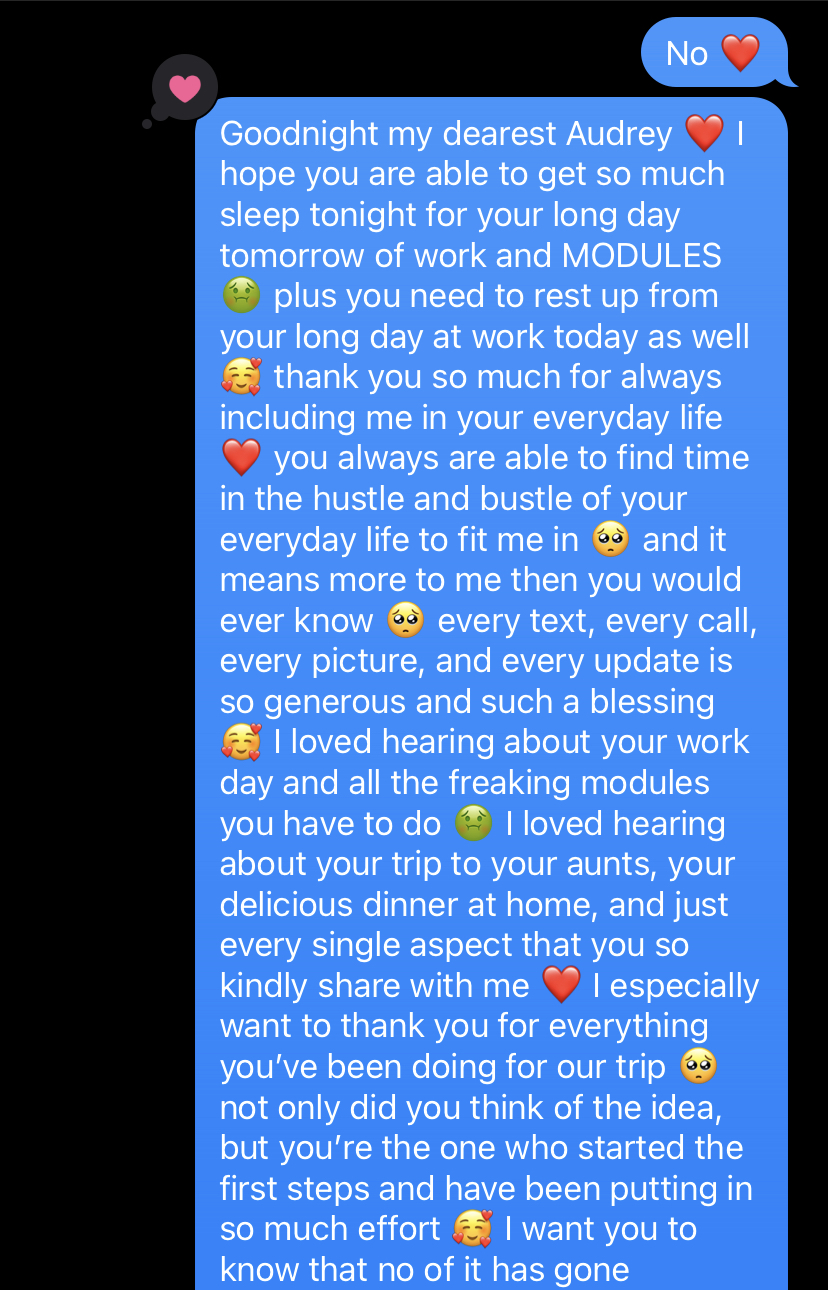 No ❤️
Goodnight my dearest Audrey ❤️ I
hope you are able to get so much
sleep tonight for your long day
tomorrow of work and MODULES
🤢 plus you need to rest up from
your long day at work today as well
🥰 thank you so much for always
including me in your everyday life
❤️ you always are able to find time
in the hustle and bustle of your
everyday life to fit me in 🥺 and it
means more to me then you would
ever know 🥺 every text, every call,
every picture, and every update is
so generous and such a blessing
🥰 I loved hearing about your work
day and all the freaking modules
you have to do 🤢 I loved hearing
about your trip to your aunts, your
delicious dinner at home, and just
every single aspect that you so
kindly share with me ❤️ I especially
want to thank you for everything
you’ve been doing for our trip 🥺
not only did you think of the idea,
but you’re the one who started the
first steps and have been putting in
so much effort 🥰 I want you to
know that no of it has gone